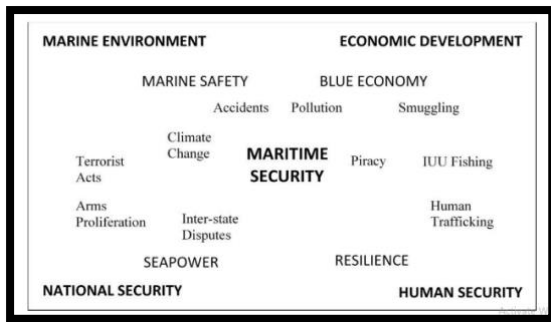 MARINE ENVIRONMENT ECONOMIC DEVELOPMENT
MARINE SAFETY BLUE ECONOMY
Accidents Pollution Smuggling
Climate
Change
MARITIME
SECURITY
Piracy
IUU Fishing
Terrorist
Acts
Arms
Proliferation
Inter-state
Disputes
Human
Trafficking
SEAPOWER RESILIENCE
NATIONAL SECURITY HUMAN SECURITY